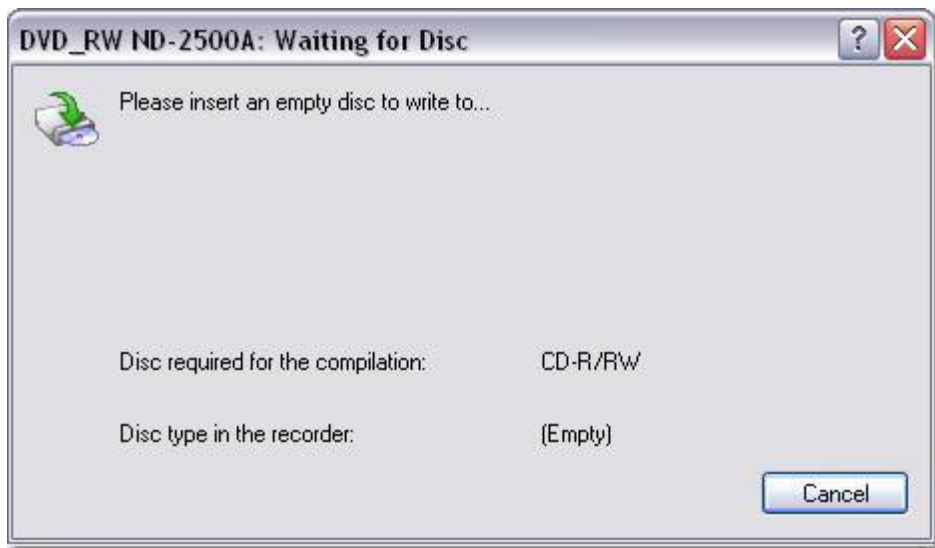 DVD_RW ND-2500A: Waiting for Disc
Please insert an empty disc to write to...
Disc required for the compilation: CD-R/RW
Disc type in the recorder: (Empty)
Cancel